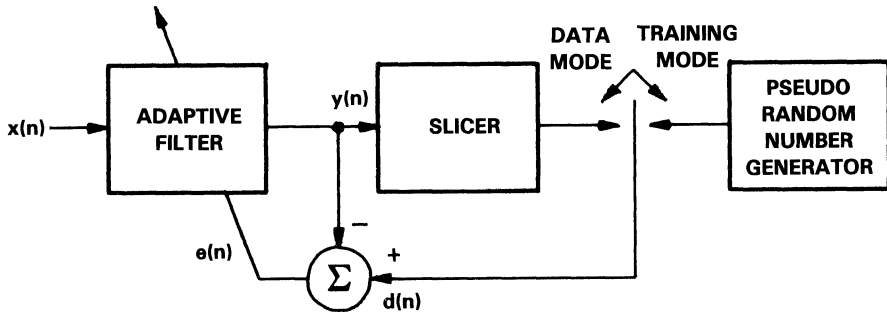 DATA MODE
TRAINING MODE
x(n)
ADAPTIVE
FILTER
y(n)
SLICER
PSEUDO
RANDOM
NUMBER
GENERATOR
−
+
e(n)
Σ
d(n)